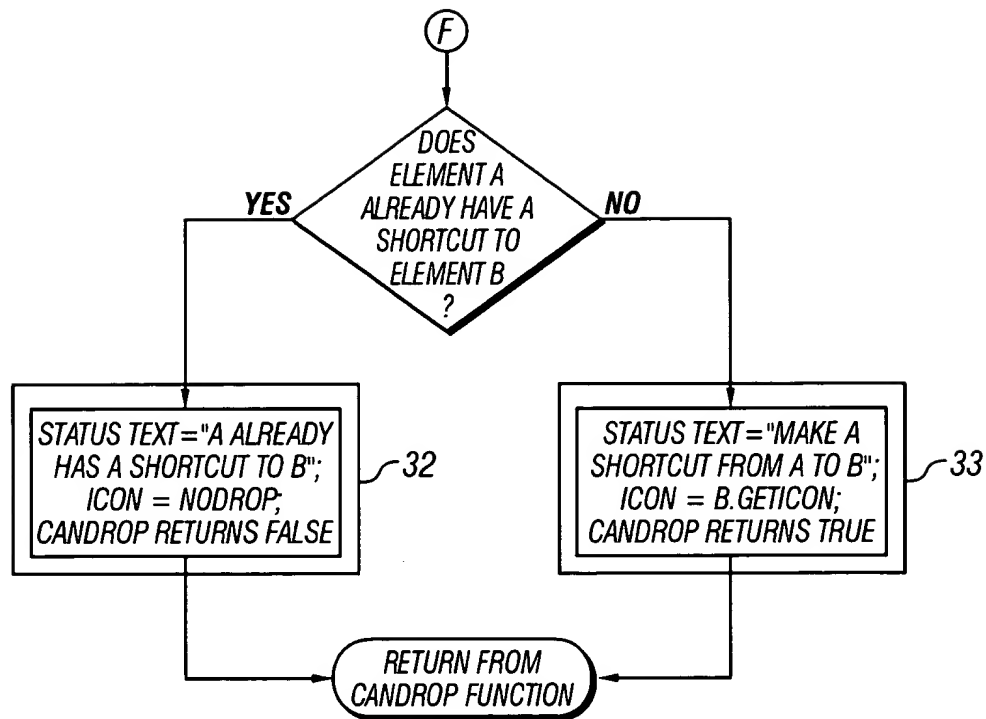 F
DOES
ELEMENT A
ALREADY HAVE A
SHORTCUT TO
ELEMENT B
?
YES
NO
STATUS TEXT="A ALREADY
HAS A SHORTCUT TO B";
ICON = NODROP;
CANDROP RETURNS FALSE
32
STATUS TEXT="MAKE A
SHORTCUT FROM A TO B";
ICON = B.GETICON;
CANDROP RETURNS TRUE
33
RETURN FROM
CANDROP FUNCTION